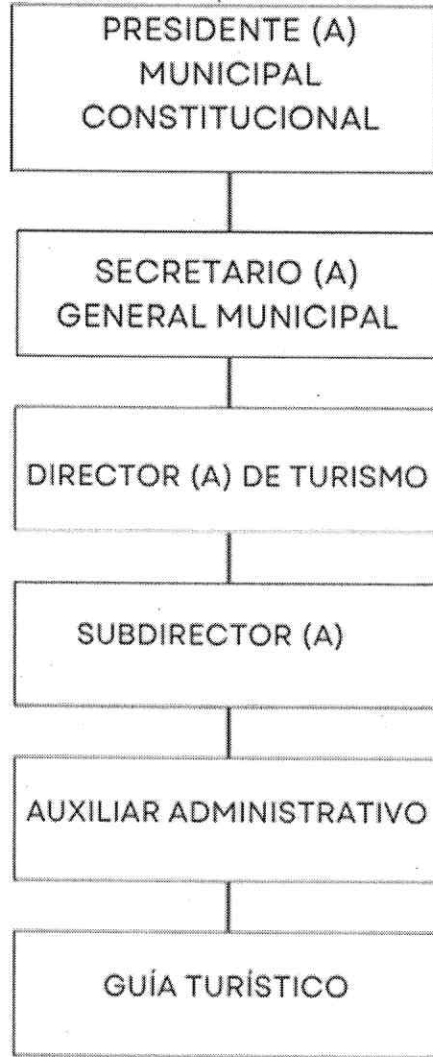 PRESIDENTE (A)
MUNICIPAL
CONSTITUCIONAL
SECRETARIO (A)
GENERAL MUNICIPAL
DIRECTOR (A) DE TURISMO
SUBDIRECTOR (A)
AUXILIAR ADMINISTRATIVO
GUÍA TURÍSTICO